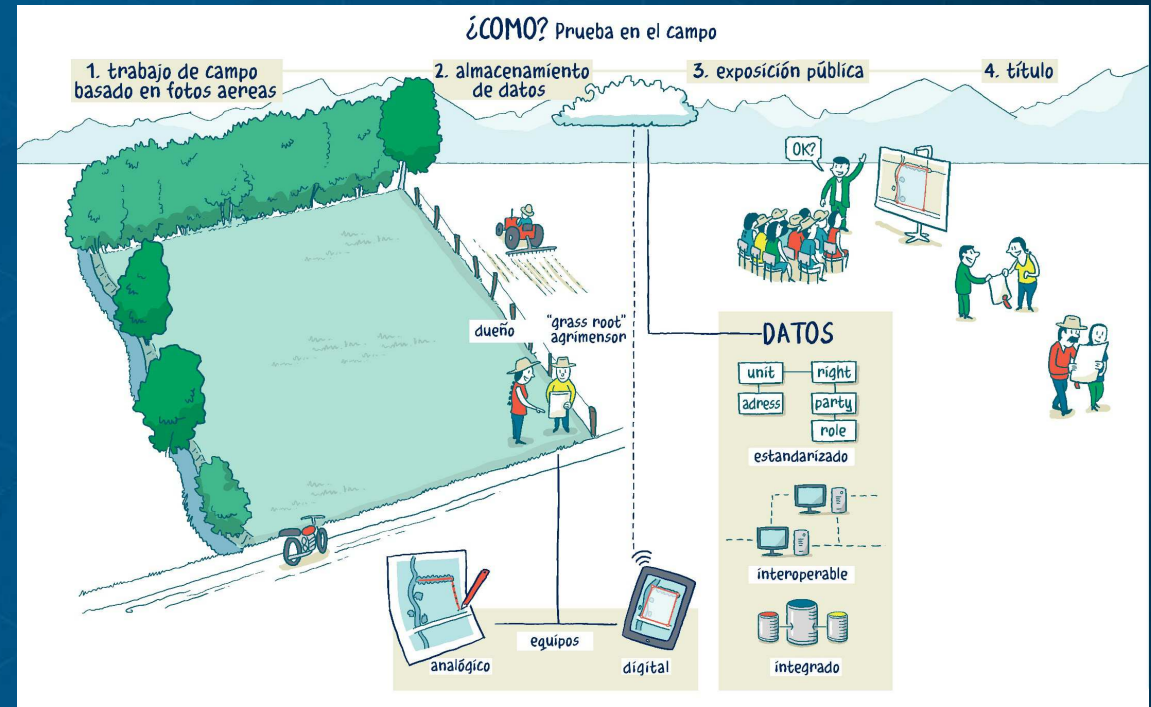 ¿COMO? Prueba en el campo
1. trabajo de campo
basado en fotos aereas
2. almacenamiento
de datos
3. exposición pública
4. título
OK?
dueño
"grass root"
agrimensor
DATOS
unit
right
adress
party
role
estandarizado
interoperable
integrado
equipos
analógico
digital